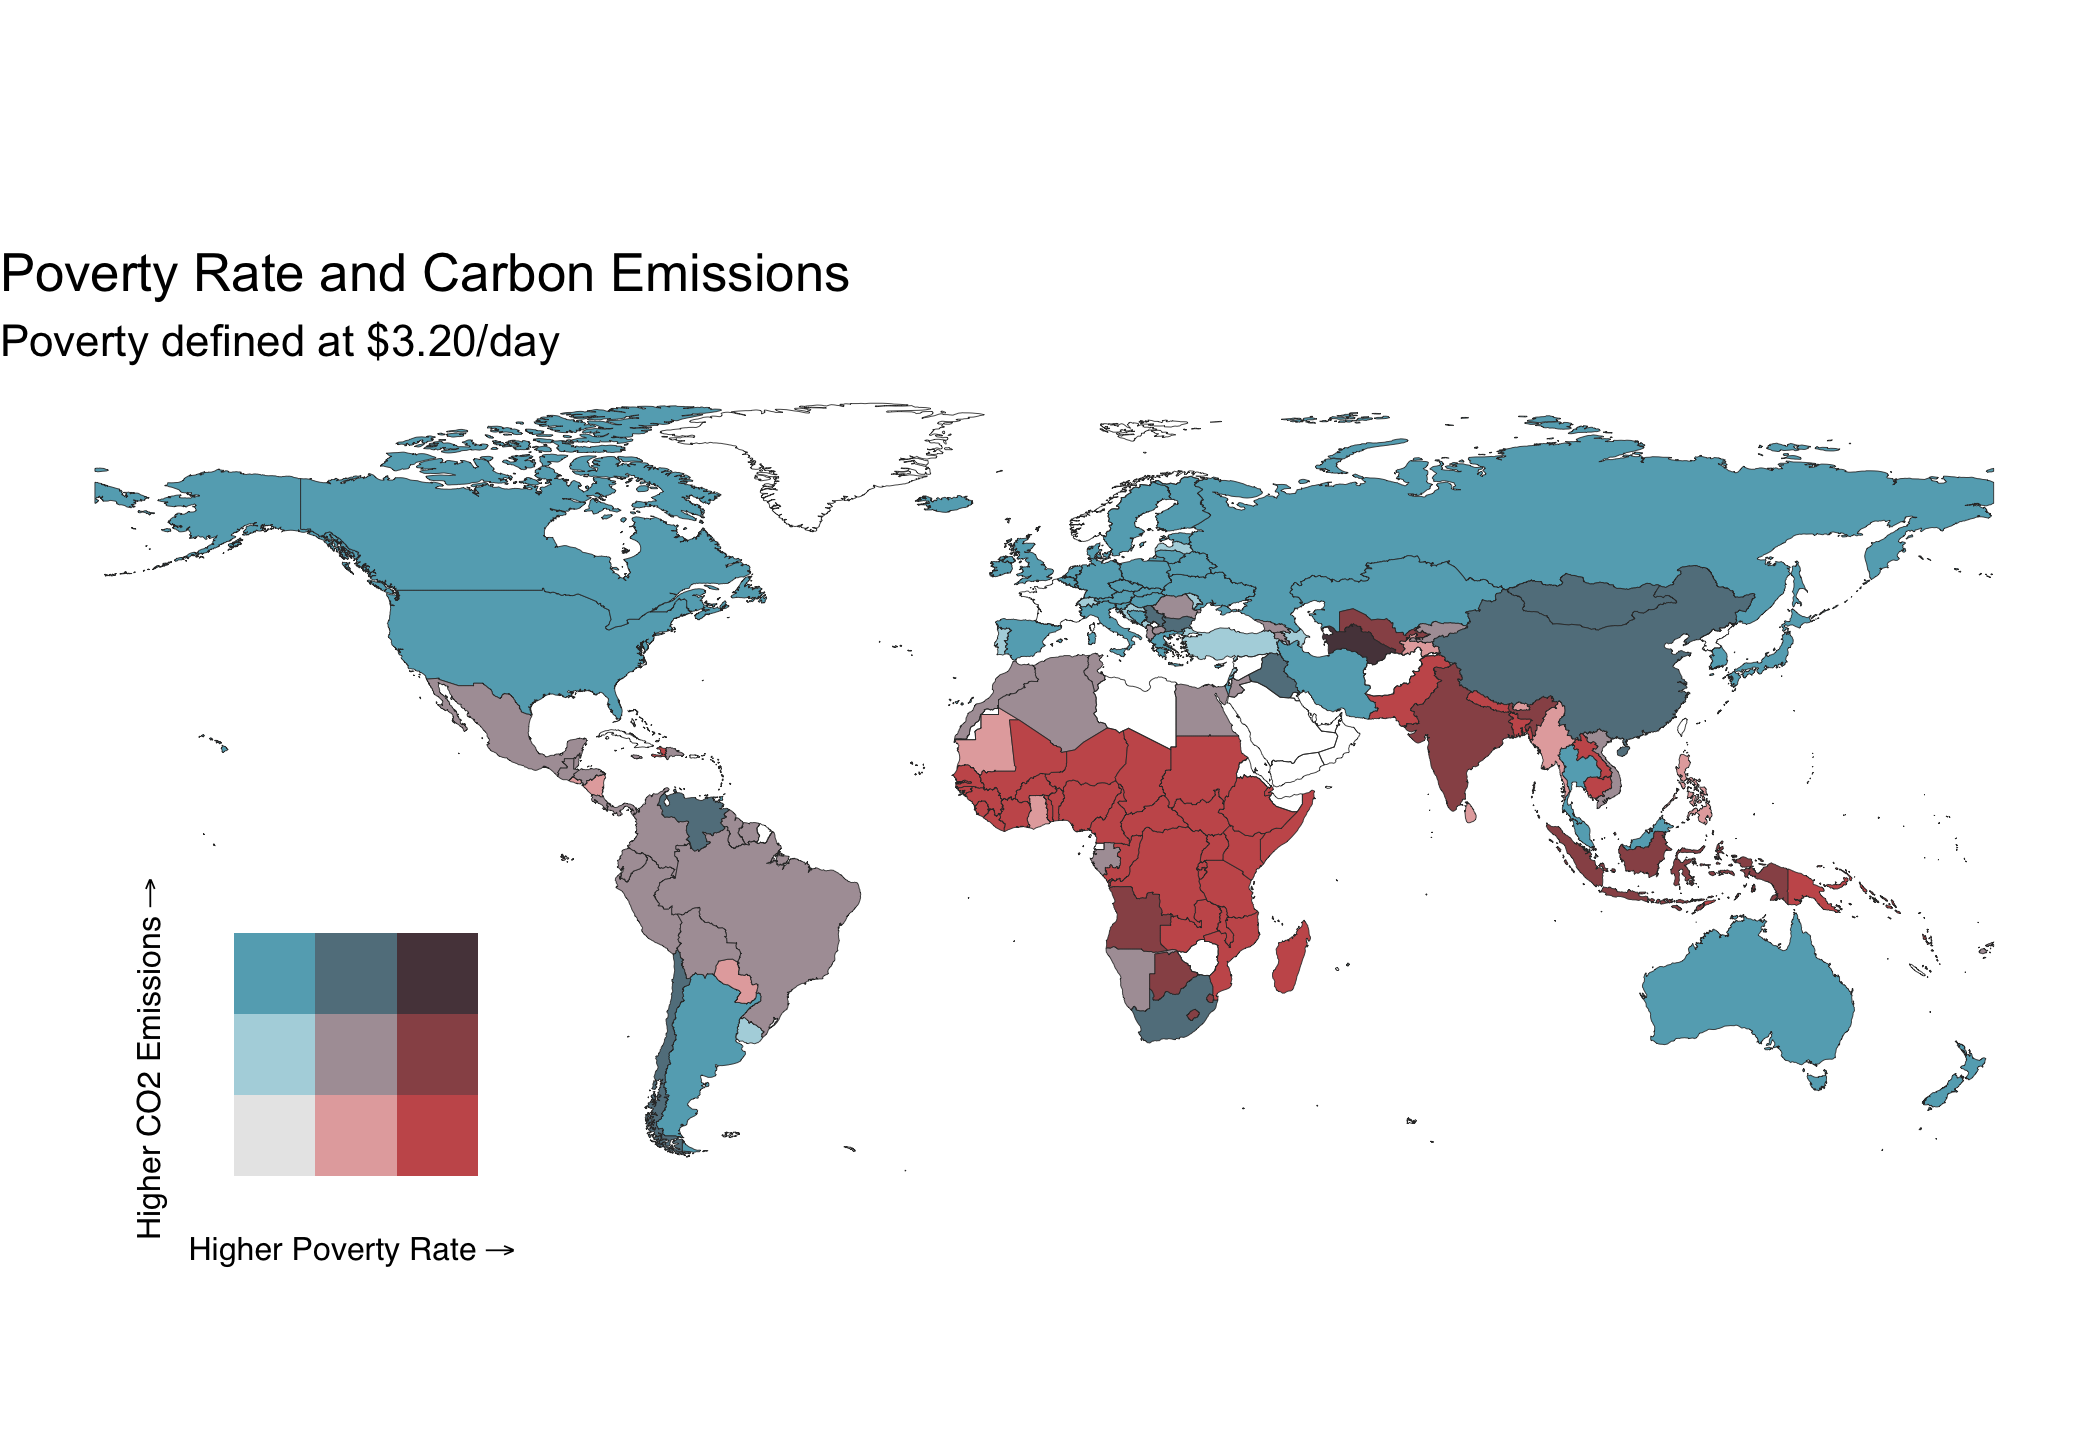 Poverty Rate and Carbon Emissions
Poverty defined at $3.20/day
Higher CO2 Emissions →
Higher Poverty Rate →